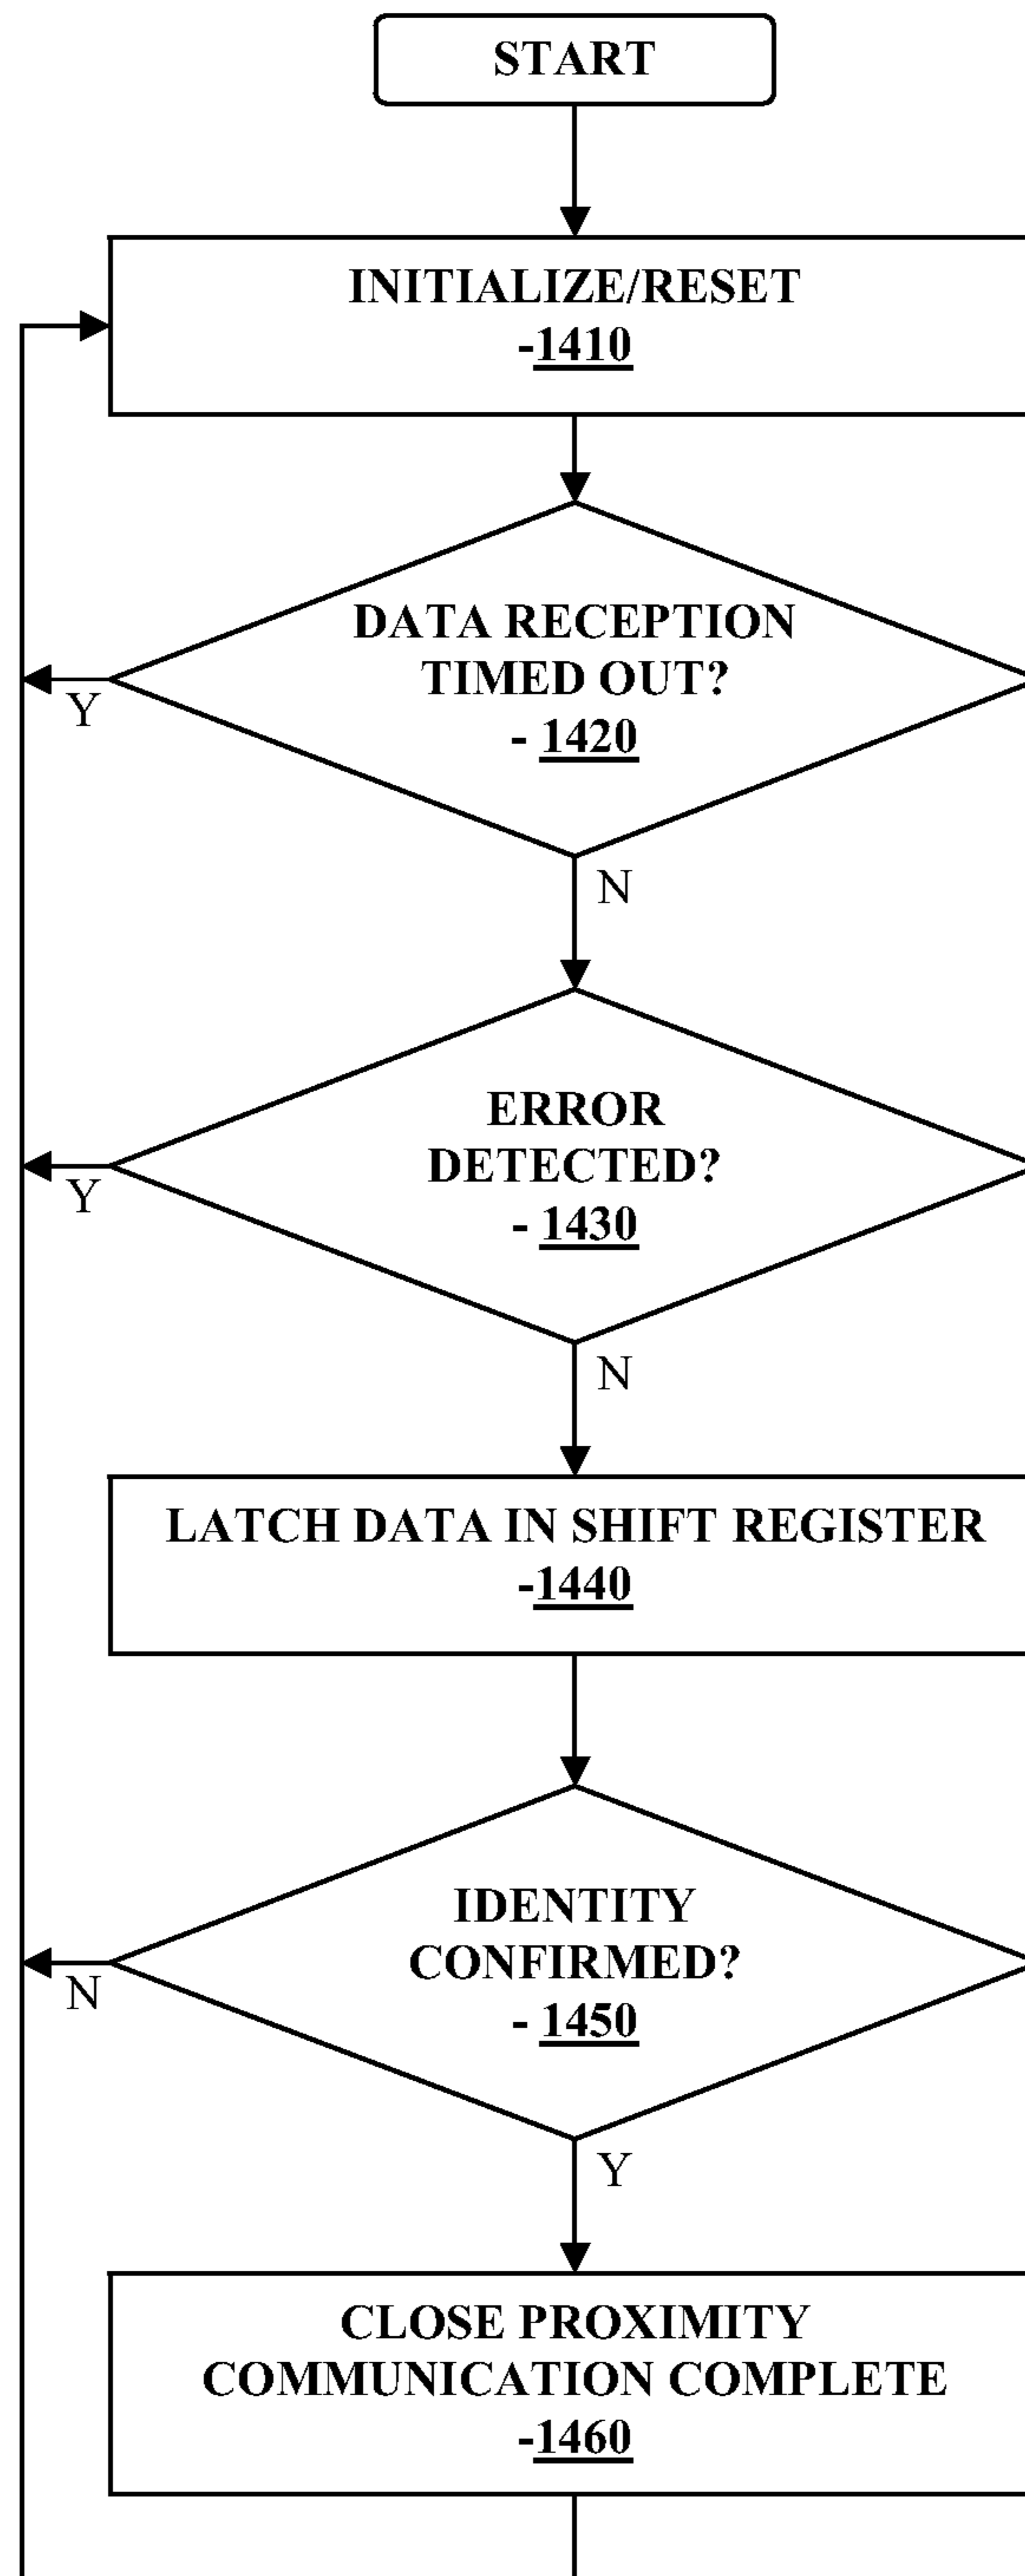 START
INITIALIZE/RESET
-1410
DATA RECEPTION
TIMED OUT?
- 1420
Y
N
ERROR
DETECTED?
- 1430
Y
N
LATCH DATA IN SHIFT REGISTER
-1440
IDENTITY
CONFIRMED?
- 1450
N
Y
CLOSE PROXIMITY
COMMUNICATION COMPLETE
-1460